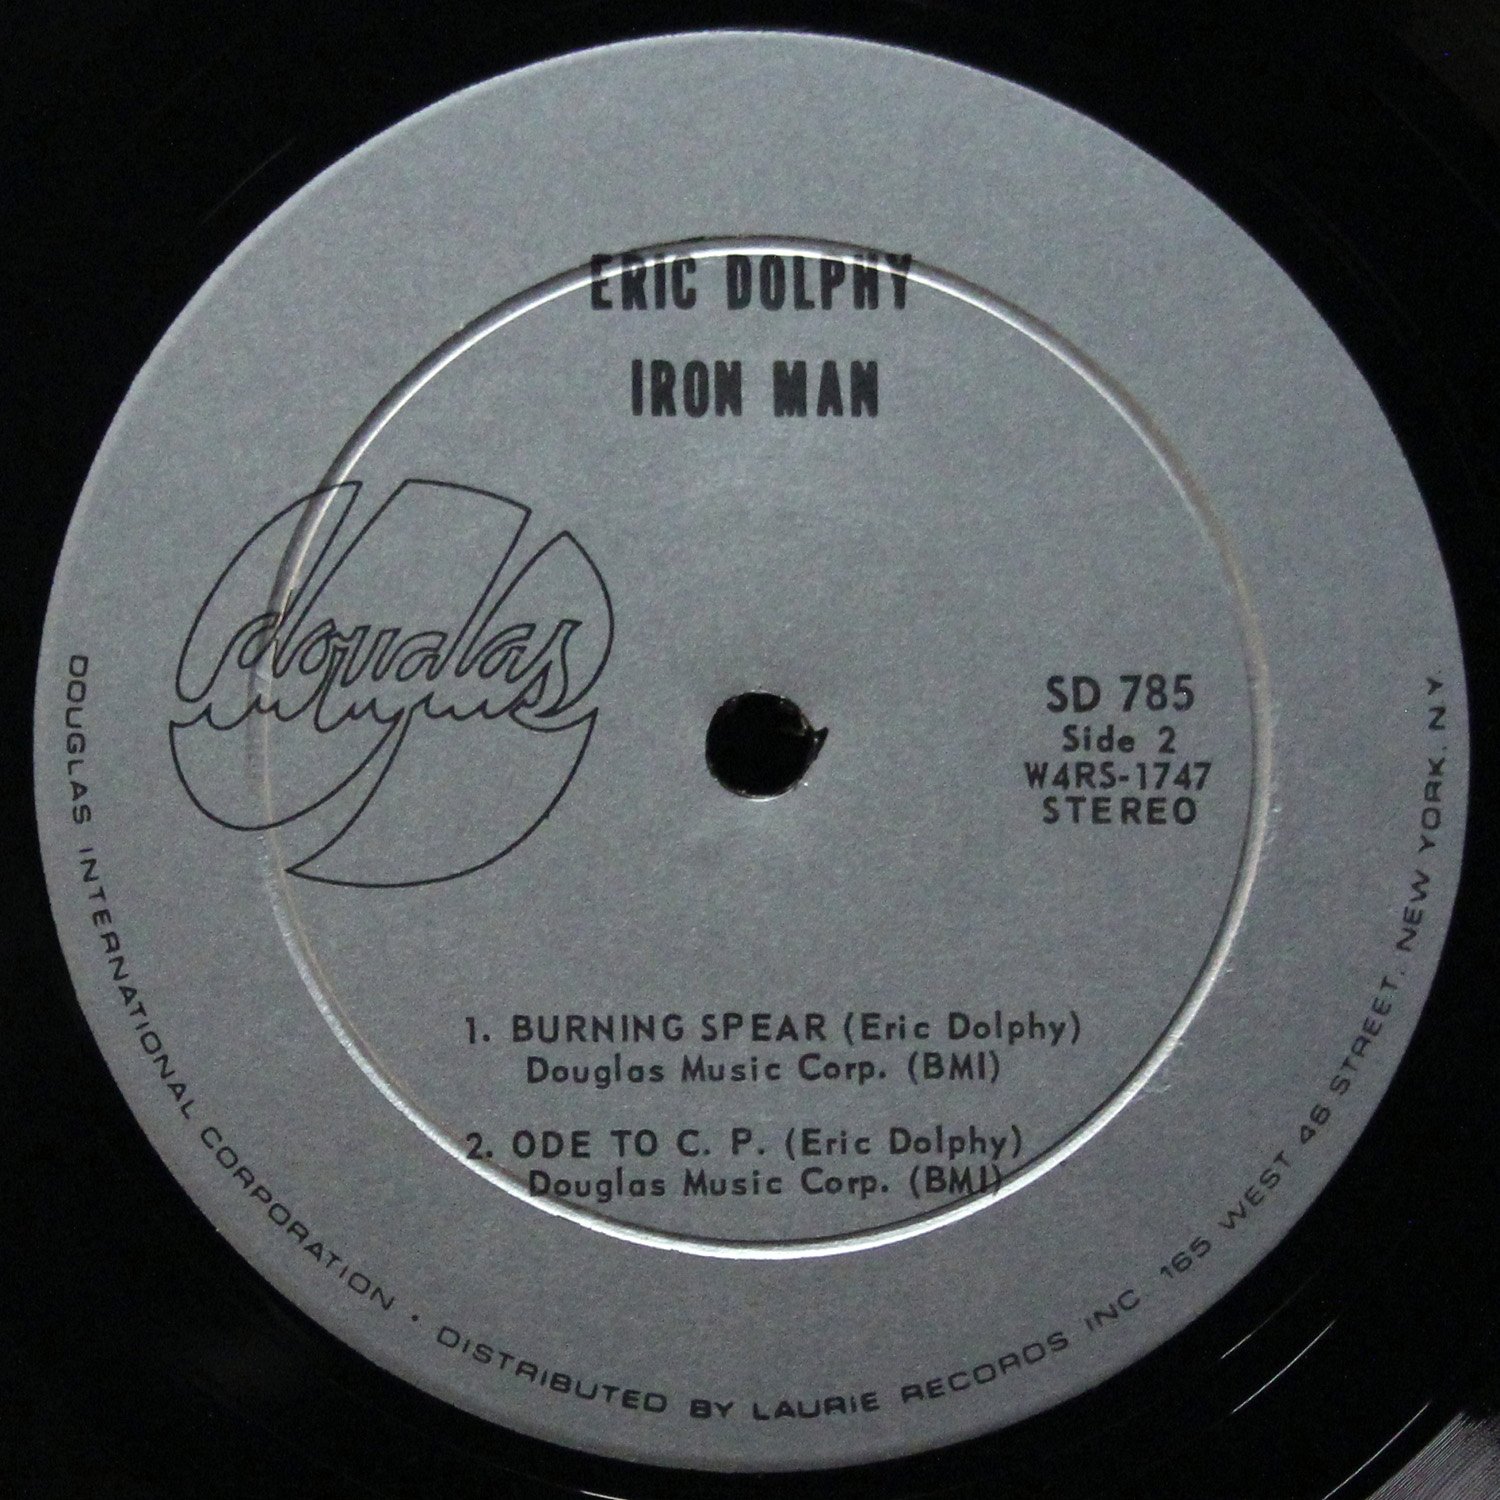 ERIC DOLPHY
IRON MAN
douglas
SD 785
Side 2
W4RS-1747
STEREO
1. BURNING SPEAR (Eric Dolphy)
Douglas Music Corp. (BMI)
2. ODE TO C. P. (Eric Dolphy)
Douglas Music Corp. (BMI)
DOUGLAS INTERNATIONAL CORPORATION • DISTRIBUTED BY LAURIE RECORDS INC 165 WEST 46 STREET, NEW YORK, N Y